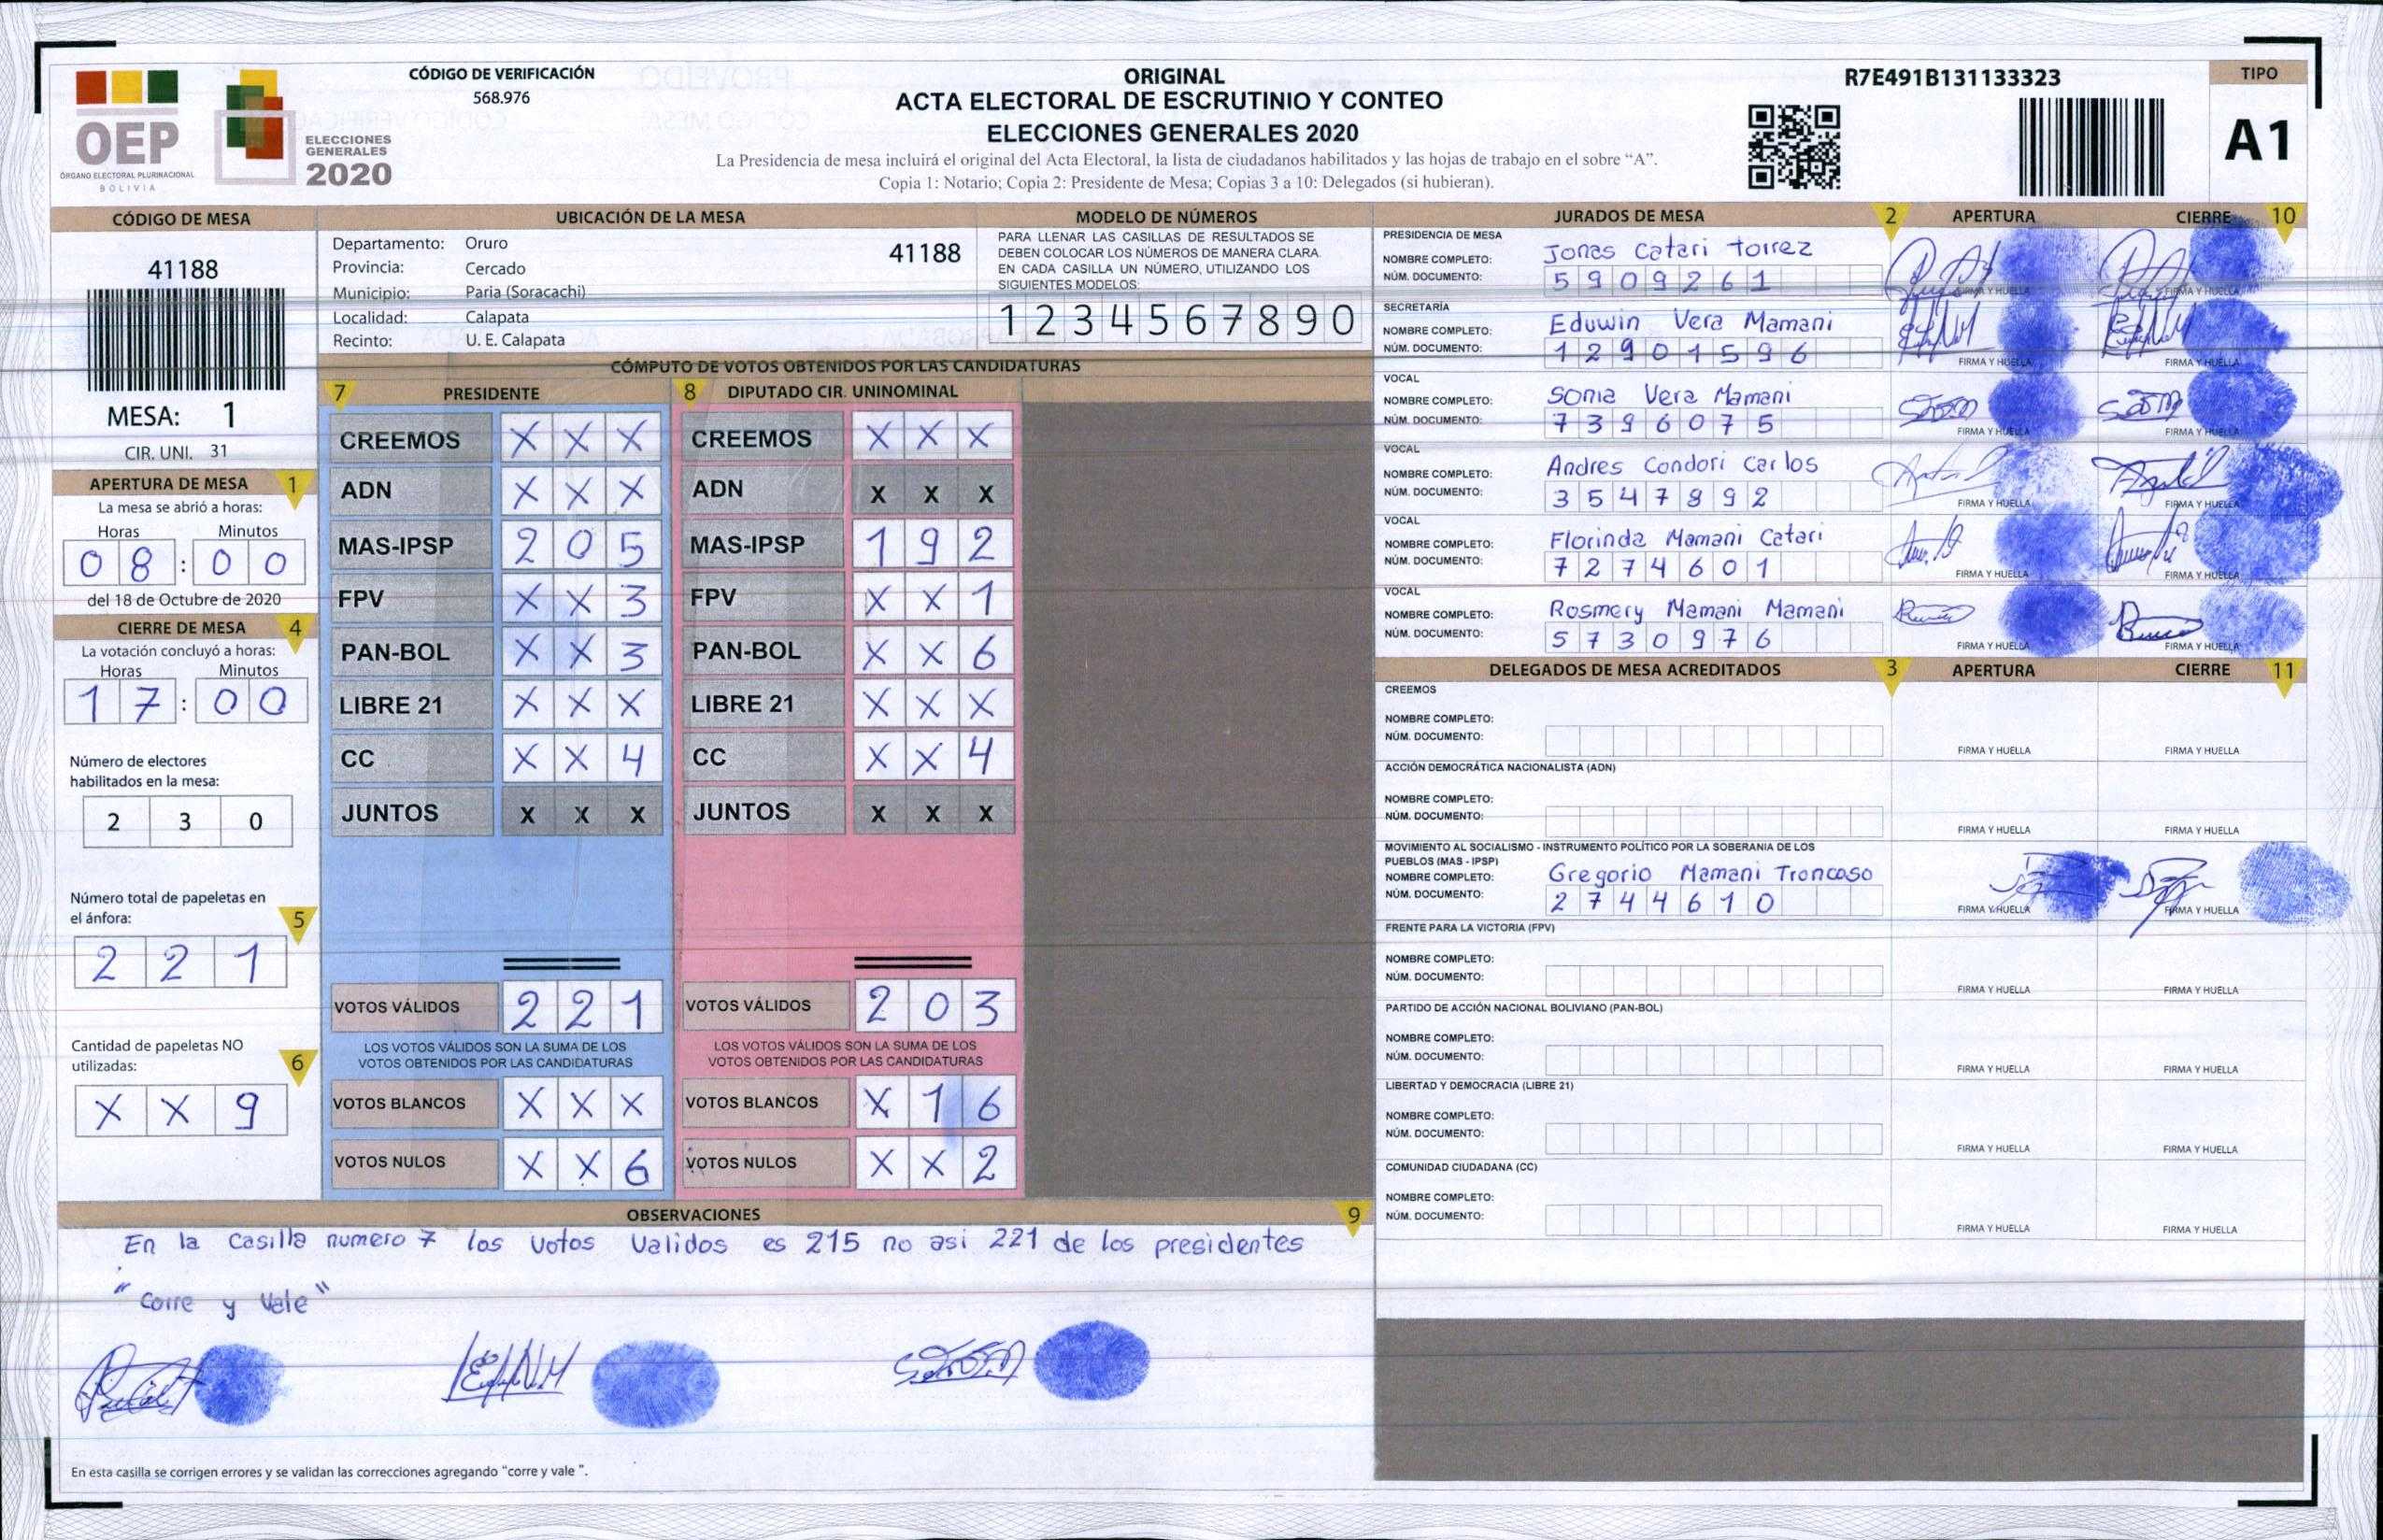 OEP
ÓRGANO ELECTORAL PLURINACIONAL
BOLIVIA
ELECCIONES
GENERALES
2020
CÓDIGO DE VERIFICACIÓN
568.976
ORIGINAL
ACTA ELECTORAL DE ESCRUTINIO Y CONTEO
ELECCIONES GENERALES 2020
La Presidencia de mesa incluirá el original del Acta Electoral, la lista de ciudadanos habilitados y las hojas de trabajo en el sobre “A”.
Copia 1: Notario; Copia 2: Presidente de Mesa; Copias 3 a 10: Delegados (si hubieran).
R7E491B131133323
TIPO
A1
CÓDIGO DE MESA
41188
MESA: 1
CIR. UNI. 31
UBICACIÓN DE LA MESA
Departamento: Oruro
41188
Provincia: Cercado
Municipio: Paria (Soracachi)
Localidad: Calapata
Recinto: U. E. Calapata
MODELO DE NÚMEROS
PARA LLENAR LAS CASILLAS DE RESULTADOS SE
DEBEN COLOCAR LOS NÚMEROS DE MANERA CLARA.
EN CADA CASILLA UN NÚMERO, UTILIZANDO LOS
SIGUIENTES MODELOS:
1 2 3 4 5 6 7 8 9 0
APERTURA DE MESA 1
La mesa se abrió a horas:
Horas Minutos
0 8 : 0 0
del 18 de Octubre de 2020
CIERRE DE MESA 4
La votación concluyó a horas:
Horas Minutos
1 7 : 0 0
Número de electores
habilitados en la mesa:
2 3 0
Número total de papeletas en
el ánfora: 5
2 2 1
Cantidad de papeletas NO
utilizadas: 6
X X 9
CÓMPUTO DE VOTOS OBTENIDOS POR LAS CANDIDATURAS
7 PRESIDENTE
CREEMOS X X X
ADN X X X
MAS-IPSP 2 0 5
FPV X X 3
PAN-BOL X X 3
LIBRE 21 X X X
CC X X 4
JUNTOS X X X
VOTOS VÁLIDOS 2 2 1
LOS VOTOS VÁLIDOS SON LA SUMA DE LOS
VOTOS OBTENIDOS POR LAS CANDIDATURAS
VOTOS BLANCOS X X X
VOTOS NULOS X X 6
8 DIPUTADO CIR. UNINOMINAL
CREEMOS X X X
ADN X X X
MAS-IPSP 1 9 2
FPV X X 1
PAN-BOL X X 6
LIBRE 21 X X X
CC X X 4
JUNTOS X X X
VOTOS VÁLIDOS 2 0 3
LOS VOTOS VÁLIDOS SON LA SUMA DE LOS
VOTOS OBTENIDOS POR LAS CANDIDATURAS
VOTOS BLANCOS X 1 6
VOTOS NULOS X X 2
OBSERVACIONES 9
En la Casilla numero 7 los votos Validos es 215 no asi 221 de los presidentes
"Corre y Vale"
En esta casilla se corrigen errores y se validan las correcciones agregando “corre y vale ”.
JURADOS DE MESA 2 APERTURA CIERRE 10
PRESIDENCIA DE MESA
NOMBRE COMPLETO: Jonas Catari torrez
NÚM. DOCUMENTO: 5 9 0 9 2 6 1
FIRMA Y HUELLA FIRMA Y HUELLA
SECRETARÍA
NOMBRE COMPLETO: Eduwin Vera Mamani
NÚM. DOCUMENTO: 1 2 9 0 1 5 9 6
FIRMA Y HUELLA FIRMA Y HUELLA
VOCAL
NOMBRE COMPLETO: Sonia Vera Mamani
NÚM. DOCUMENTO: 7 3 9 6 0 7 5
FIRMA Y HUELLA FIRMA Y HUELLA
VOCAL
NOMBRE COMPLETO: Andres Condori Carlos
NÚM. DOCUMENTO: 3 5 4 7 8 9 2
FIRMA Y HUELLA FIRMA Y HUELLA
VOCAL
NOMBRE COMPLETO: Florinda Mamani Catari
NÚM. DOCUMENTO: 7 2 7 4 6 0 1
FIRMA Y HUELLA FIRMA Y HUELLA
VOCAL
NOMBRE COMPLETO: Rosmery Mamani Mamani
NÚM. DOCUMENTO: 5 7 3 0 9 7 6
FIRMA Y HUELLA FIRMA Y HUELLA
DELEGADOS DE MESA ACREDITADOS 3 APERTURA CIERRE 11
CREEMOS
NOMBRE COMPLETO:
NÚM. DOCUMENTO:
FIRMA Y HUELLA FIRMA Y HUELLA
ACCIÓN DEMOCRÁTICA NACIONALISTA (ADN)
NOMBRE COMPLETO:
NÚM. DOCUMENTO:
FIRMA Y HUELLA FIRMA Y HUELLA
MOVIMIENTO AL SOCIALISMO - INSTRUMENTO POLÍTICO POR LA SOBERANIA DE LOS
PUEBLOS (MAS - IPSP)
NOMBRE COMPLETO: Gregorio Mamani Troncoso
NÚM. DOCUMENTO: 2 7 4 4 6 1 0
FIRMA Y HUELLA FIRMA Y HUELLA
FRENTE PARA LA VICTORIA (FPV)
NOMBRE COMPLETO:
NÚM. DOCUMENTO:
FIRMA Y HUELLA FIRMA Y HUELLA
PARTIDO DE ACCIÓN NACIONAL BOLIVIANO (PAN-BOL)
NOMBRE COMPLETO:
NÚM. DOCUMENTO:
FIRMA Y HUELLA FIRMA Y HUELLA
LIBERTAD Y DEMOCRACIA (LIBRE 21)
NOMBRE COMPLETO:
NÚM. DOCUMENTO:
FIRMA Y HUELLA FIRMA Y HUELLA
COMUNIDAD CIUDADANA (CC)
NOMBRE COMPLETO:
NÚM. DOCUMENTO:
FIRMA Y HUELLA FIRMA Y HUELLA